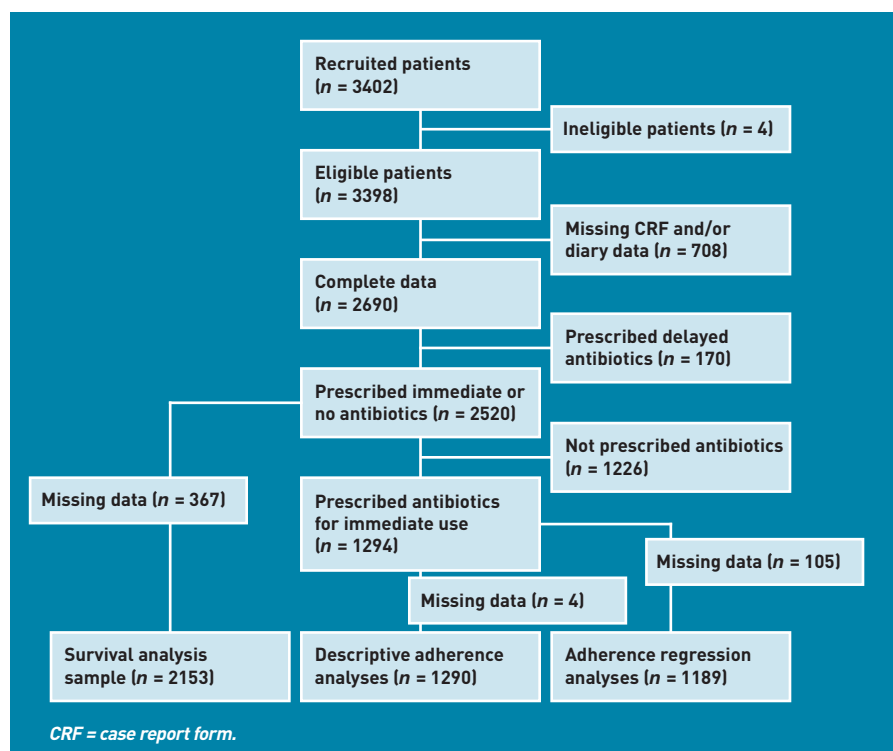 Recruited patients
(n = 3402)
Ineligible patients (n = 4)
Eligible patients
(n = 3398)
Missing CRF and/or
diary data (n = 708)
Complete data
(n = 2690)
Prescribed delayed
antibiotics (n = 170)
Prescribed immediate or
no antibiotics (n = 2520)
Not prescribed antibiotics
(n = 1226)
Missing data (n = 367)
Prescribed antibiotics
for immediate use
(n = 1294)
Missing data (n = 105)
Missing data (n = 4)
Survival analysis
sample (n = 2153)
Descriptive adherence
analyses (n = 1290)
Adherence regression
analyses (n = 1189)
CRF = case report form.